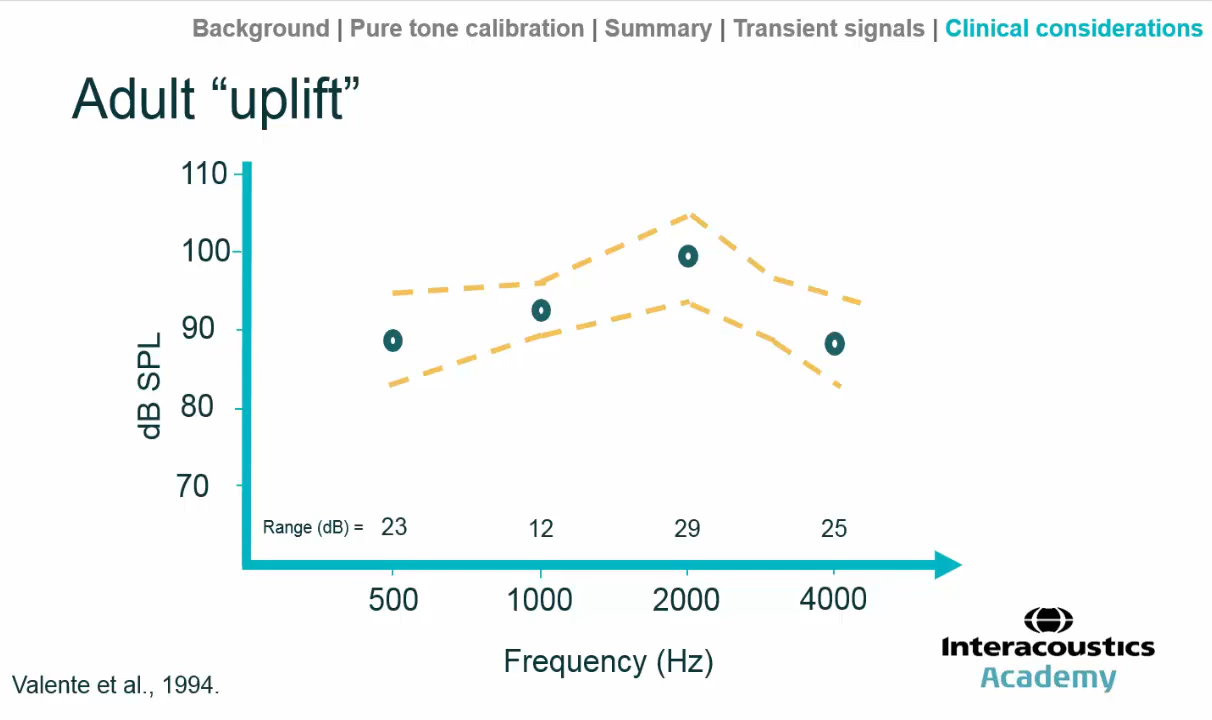 Background | Pure tone calibration | Summary | Transient signals | Clinical considerations
Adult “uplift”
110
100
90
80
70
dB SPL
Range (dB) = 23 12 29 25
500 1000 2000 4000
Frequency (Hz)
Interacoustics
Academy
Valente et al., 1994.